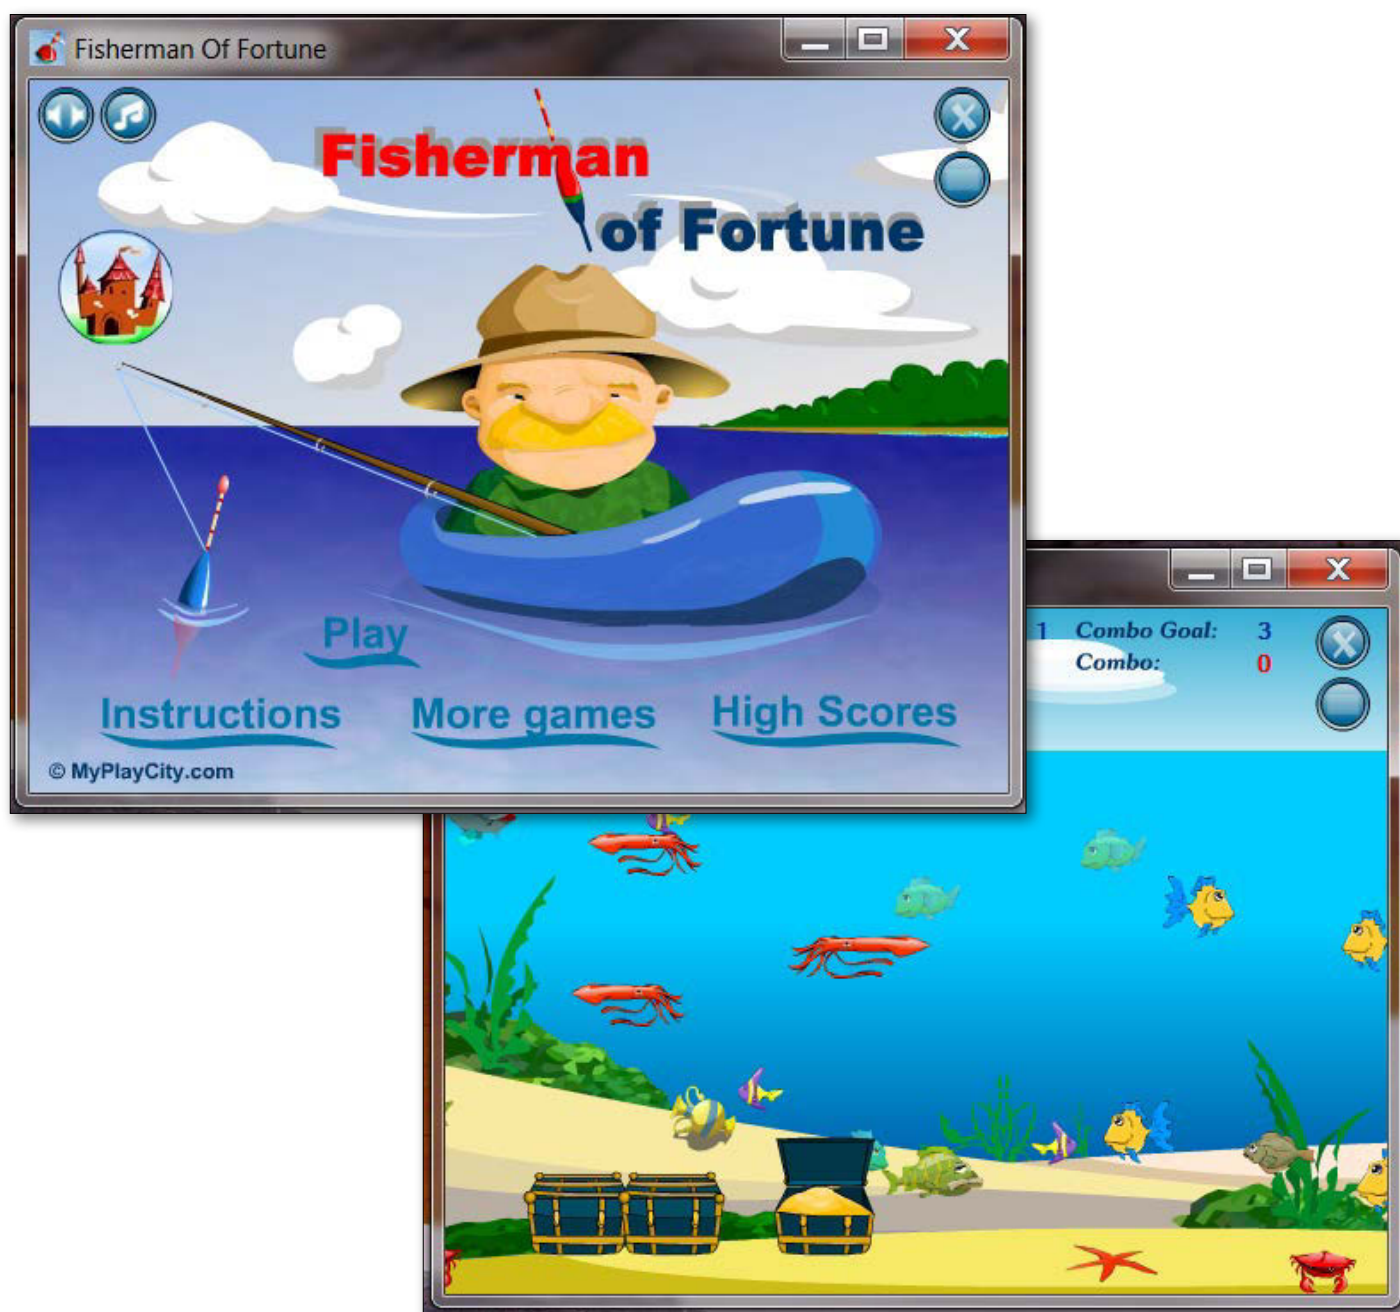 Fisherman Of Fortune
Fisherman
of Fortune
Play
Instructions
More games
High Scores
© MyPlayCity.com
1 Combo Goal: 3
Combo: 0